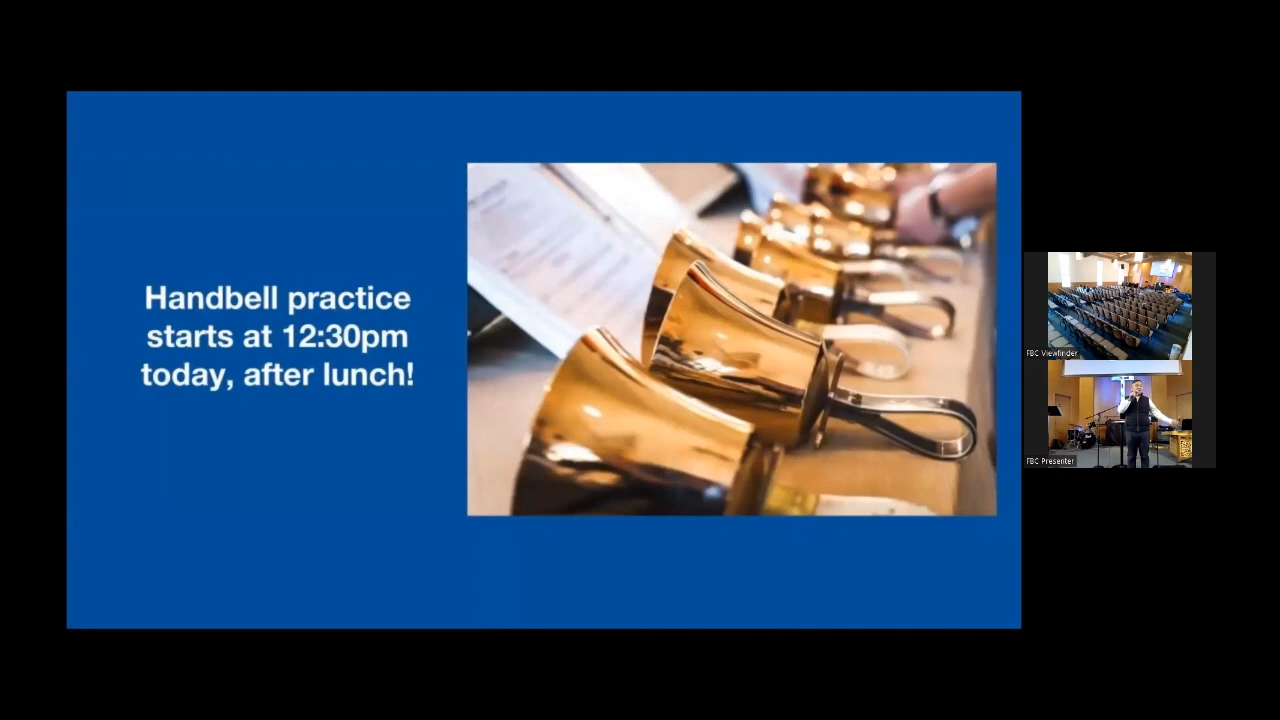 Handbell practice
starts at 12:30pm
today, after lunch!
FBC Viewfinder
FBC Presenter